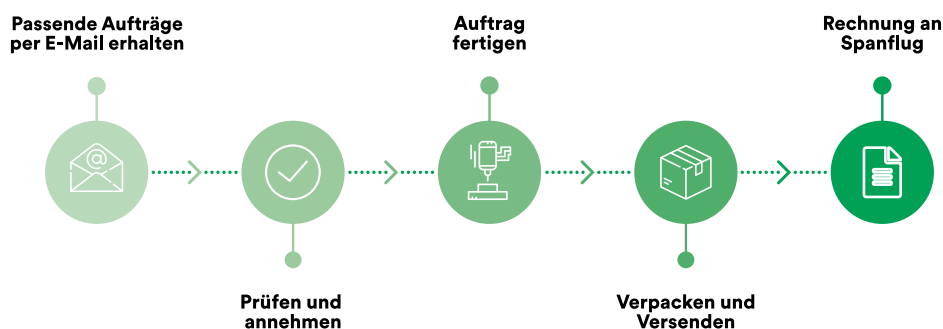 Passende Aufträge
per E-Mail erhalten
@
Prüfen und
annehmen
Auftrag
fertigen
Verpacken und
Versenden
Rechnung an
Spanflug